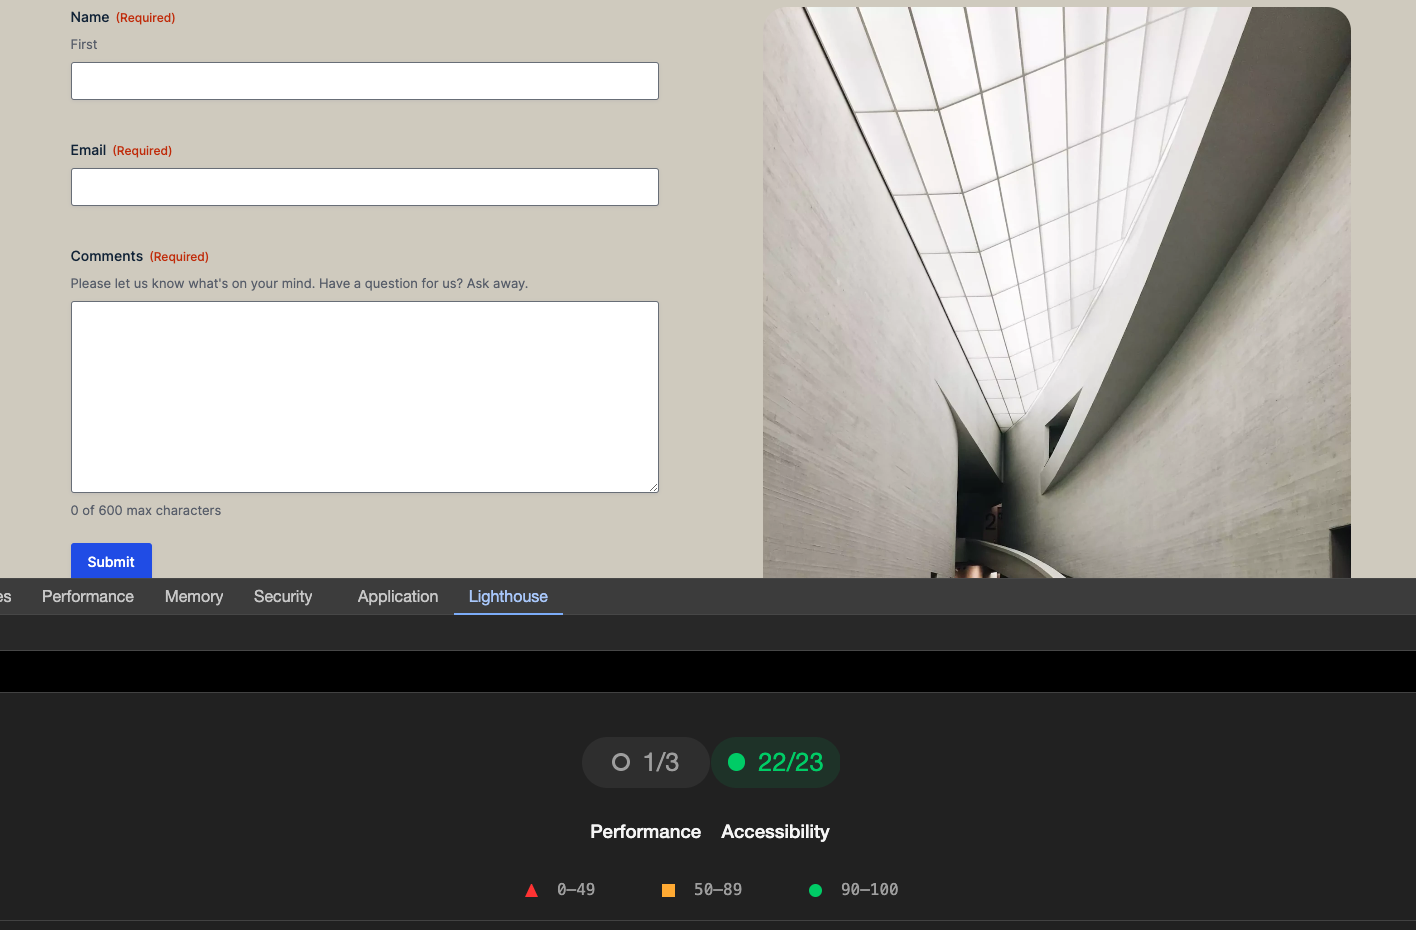 Name (Required)
First
Email (Required)
Comments (Required)
Please let us know what's on your mind. Have a question for us? Ask away.
0 of 600 max characters
Submit
es Performance Memory Security Application Lighthouse
1/3 22/23
Performance Accessibility
0–49 50–89 90–100